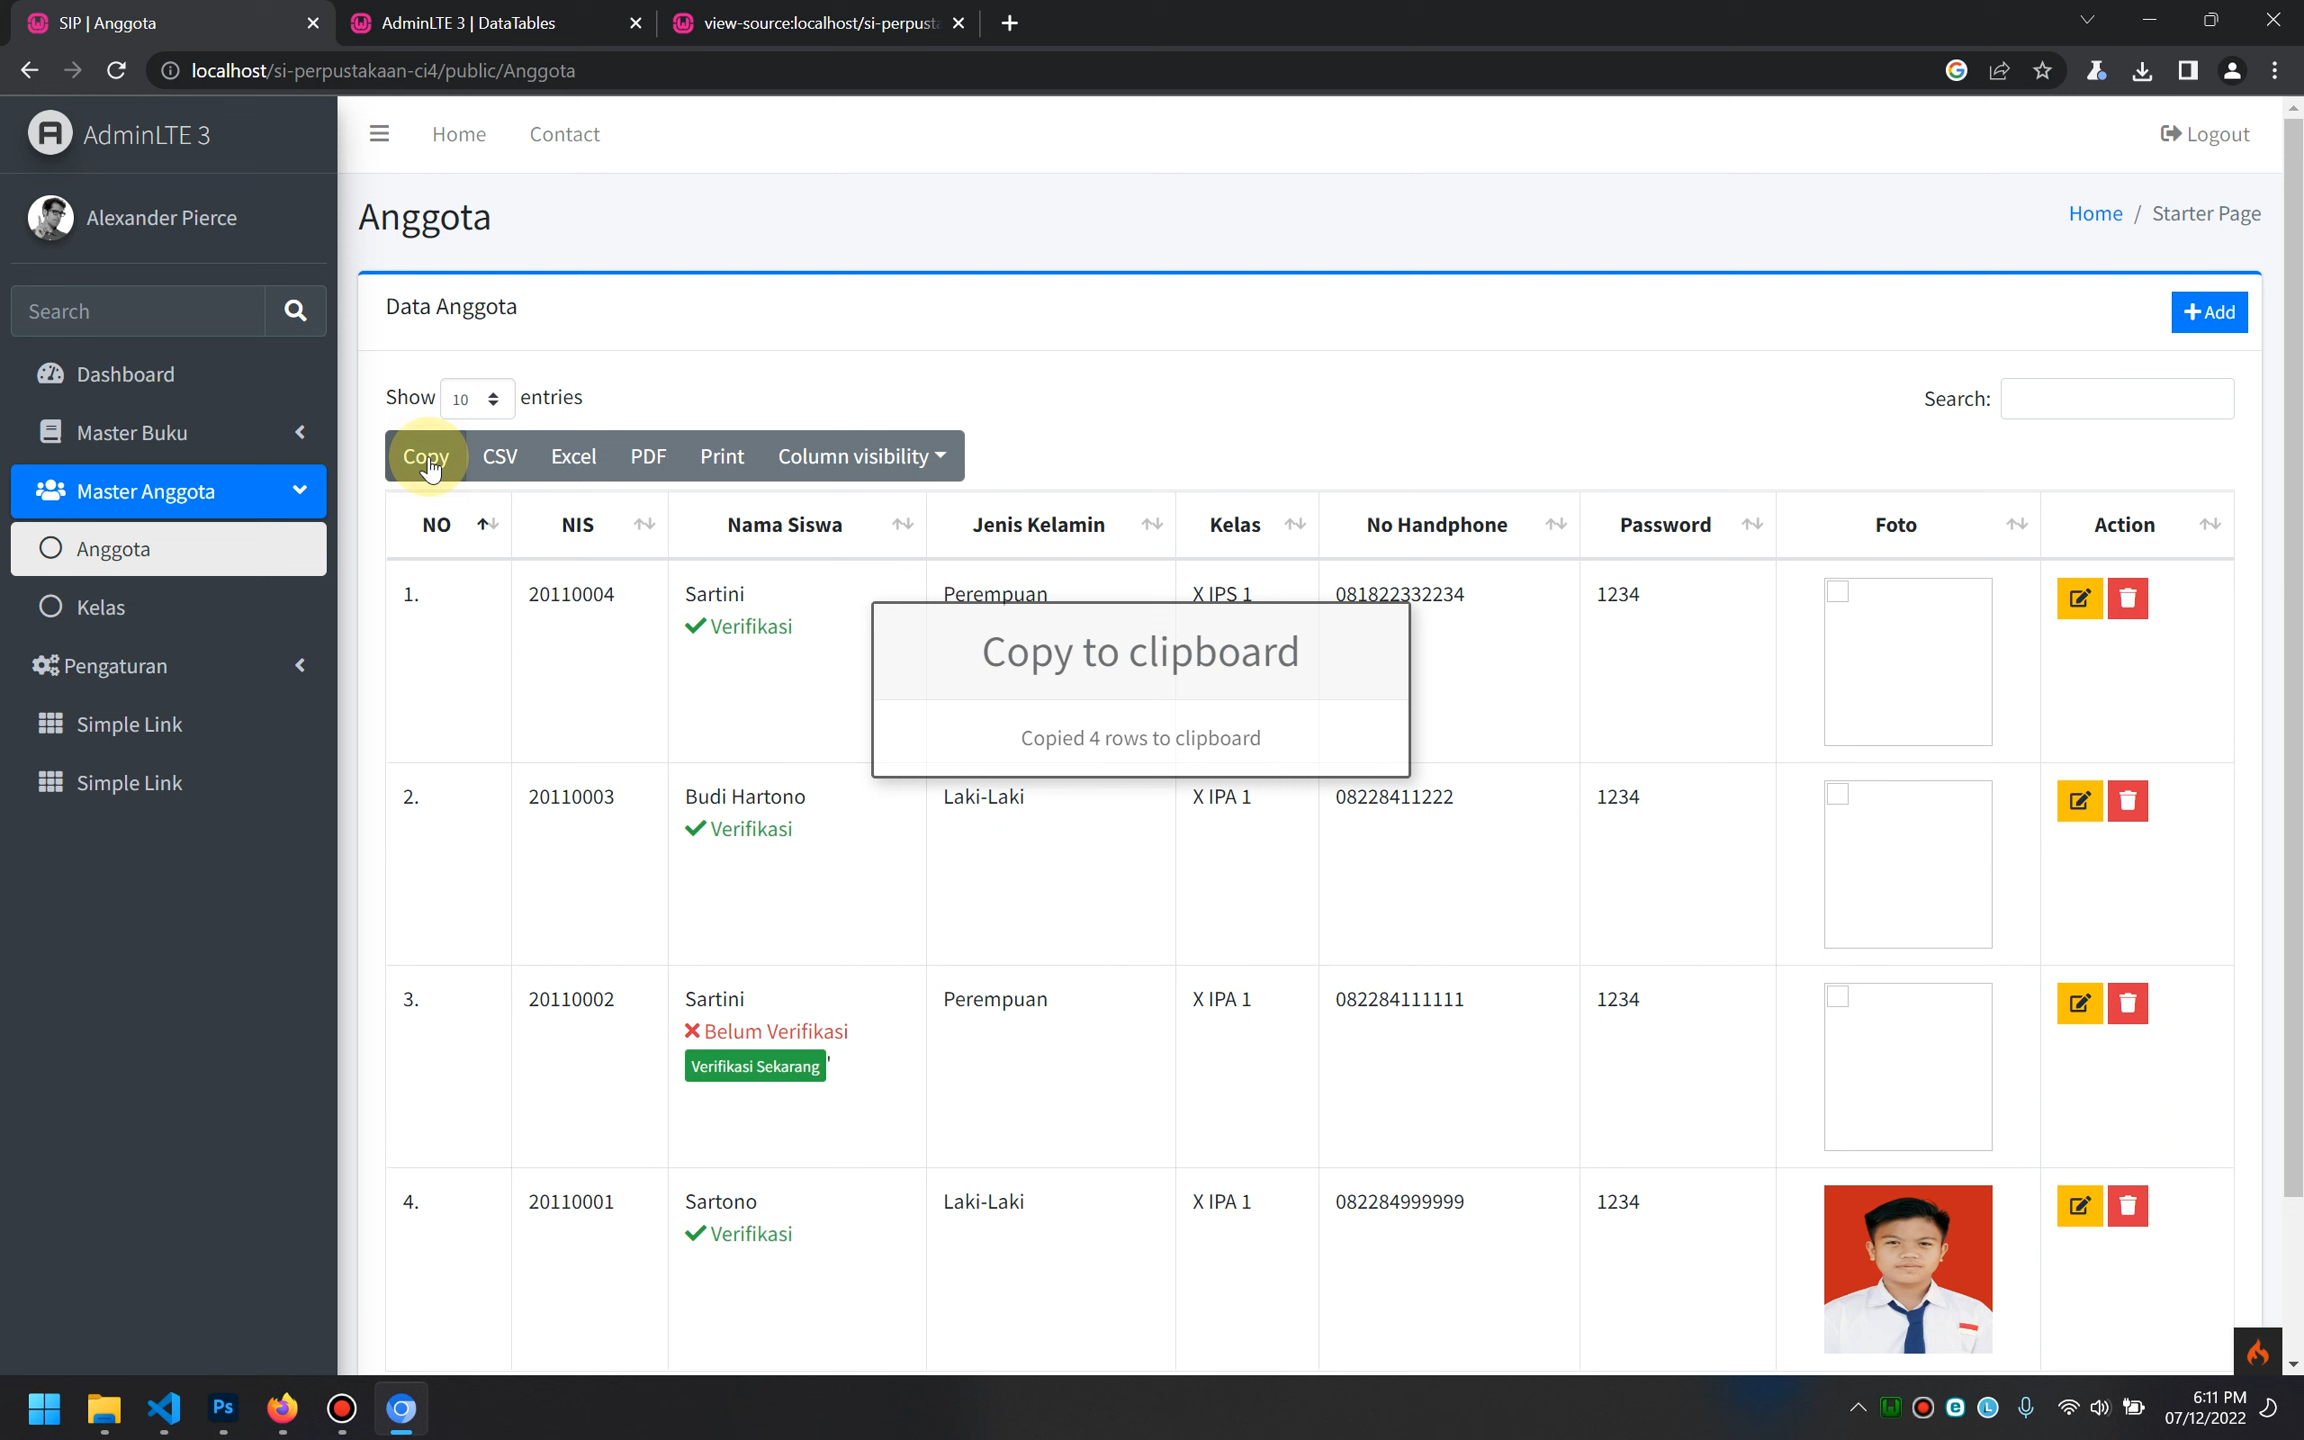 SIP | Anggota
AdminLTE 3 | DataTables
view-source:localhost/si-perpusta
localhost/si-perpustakaan-ci4/public/Anggota
AdminLTE 3
Home
Contact
Logout
Alexander Pierce
Anggota
Home / Starter Page
Search
Data Anggota
Add
Dashboard
Show 10 entries
Search:
Master Buku
Copy CSV Excel PDF Print Column visibility
Master Anggota
NO NIS Nama Siswa Jenis Kelamin Kelas No Handphone Password Foto Action
Anggota
Kelas
Pengaturan
Simple Link
Simple Link
1. 20110004 Sartini Perempuan X IPS 1 081822332234 1234
Verifikasi
Copy to clipboard
Copied 4 rows to clipboard
2. 20110003 Budi Hartono Laki-Laki X IPA 1 08228411222 1234
Verifikasi
3. 20110002 Sartini Perempuan X IPA 1 082284111111 1234
Belum Verifikasi
Verifikasi Sekarang '
4. 20110001 Sartono Laki-Laki X IPA 1 082284999999 1234
Verifikasi
Ps
6:11 PM
07/12/2022